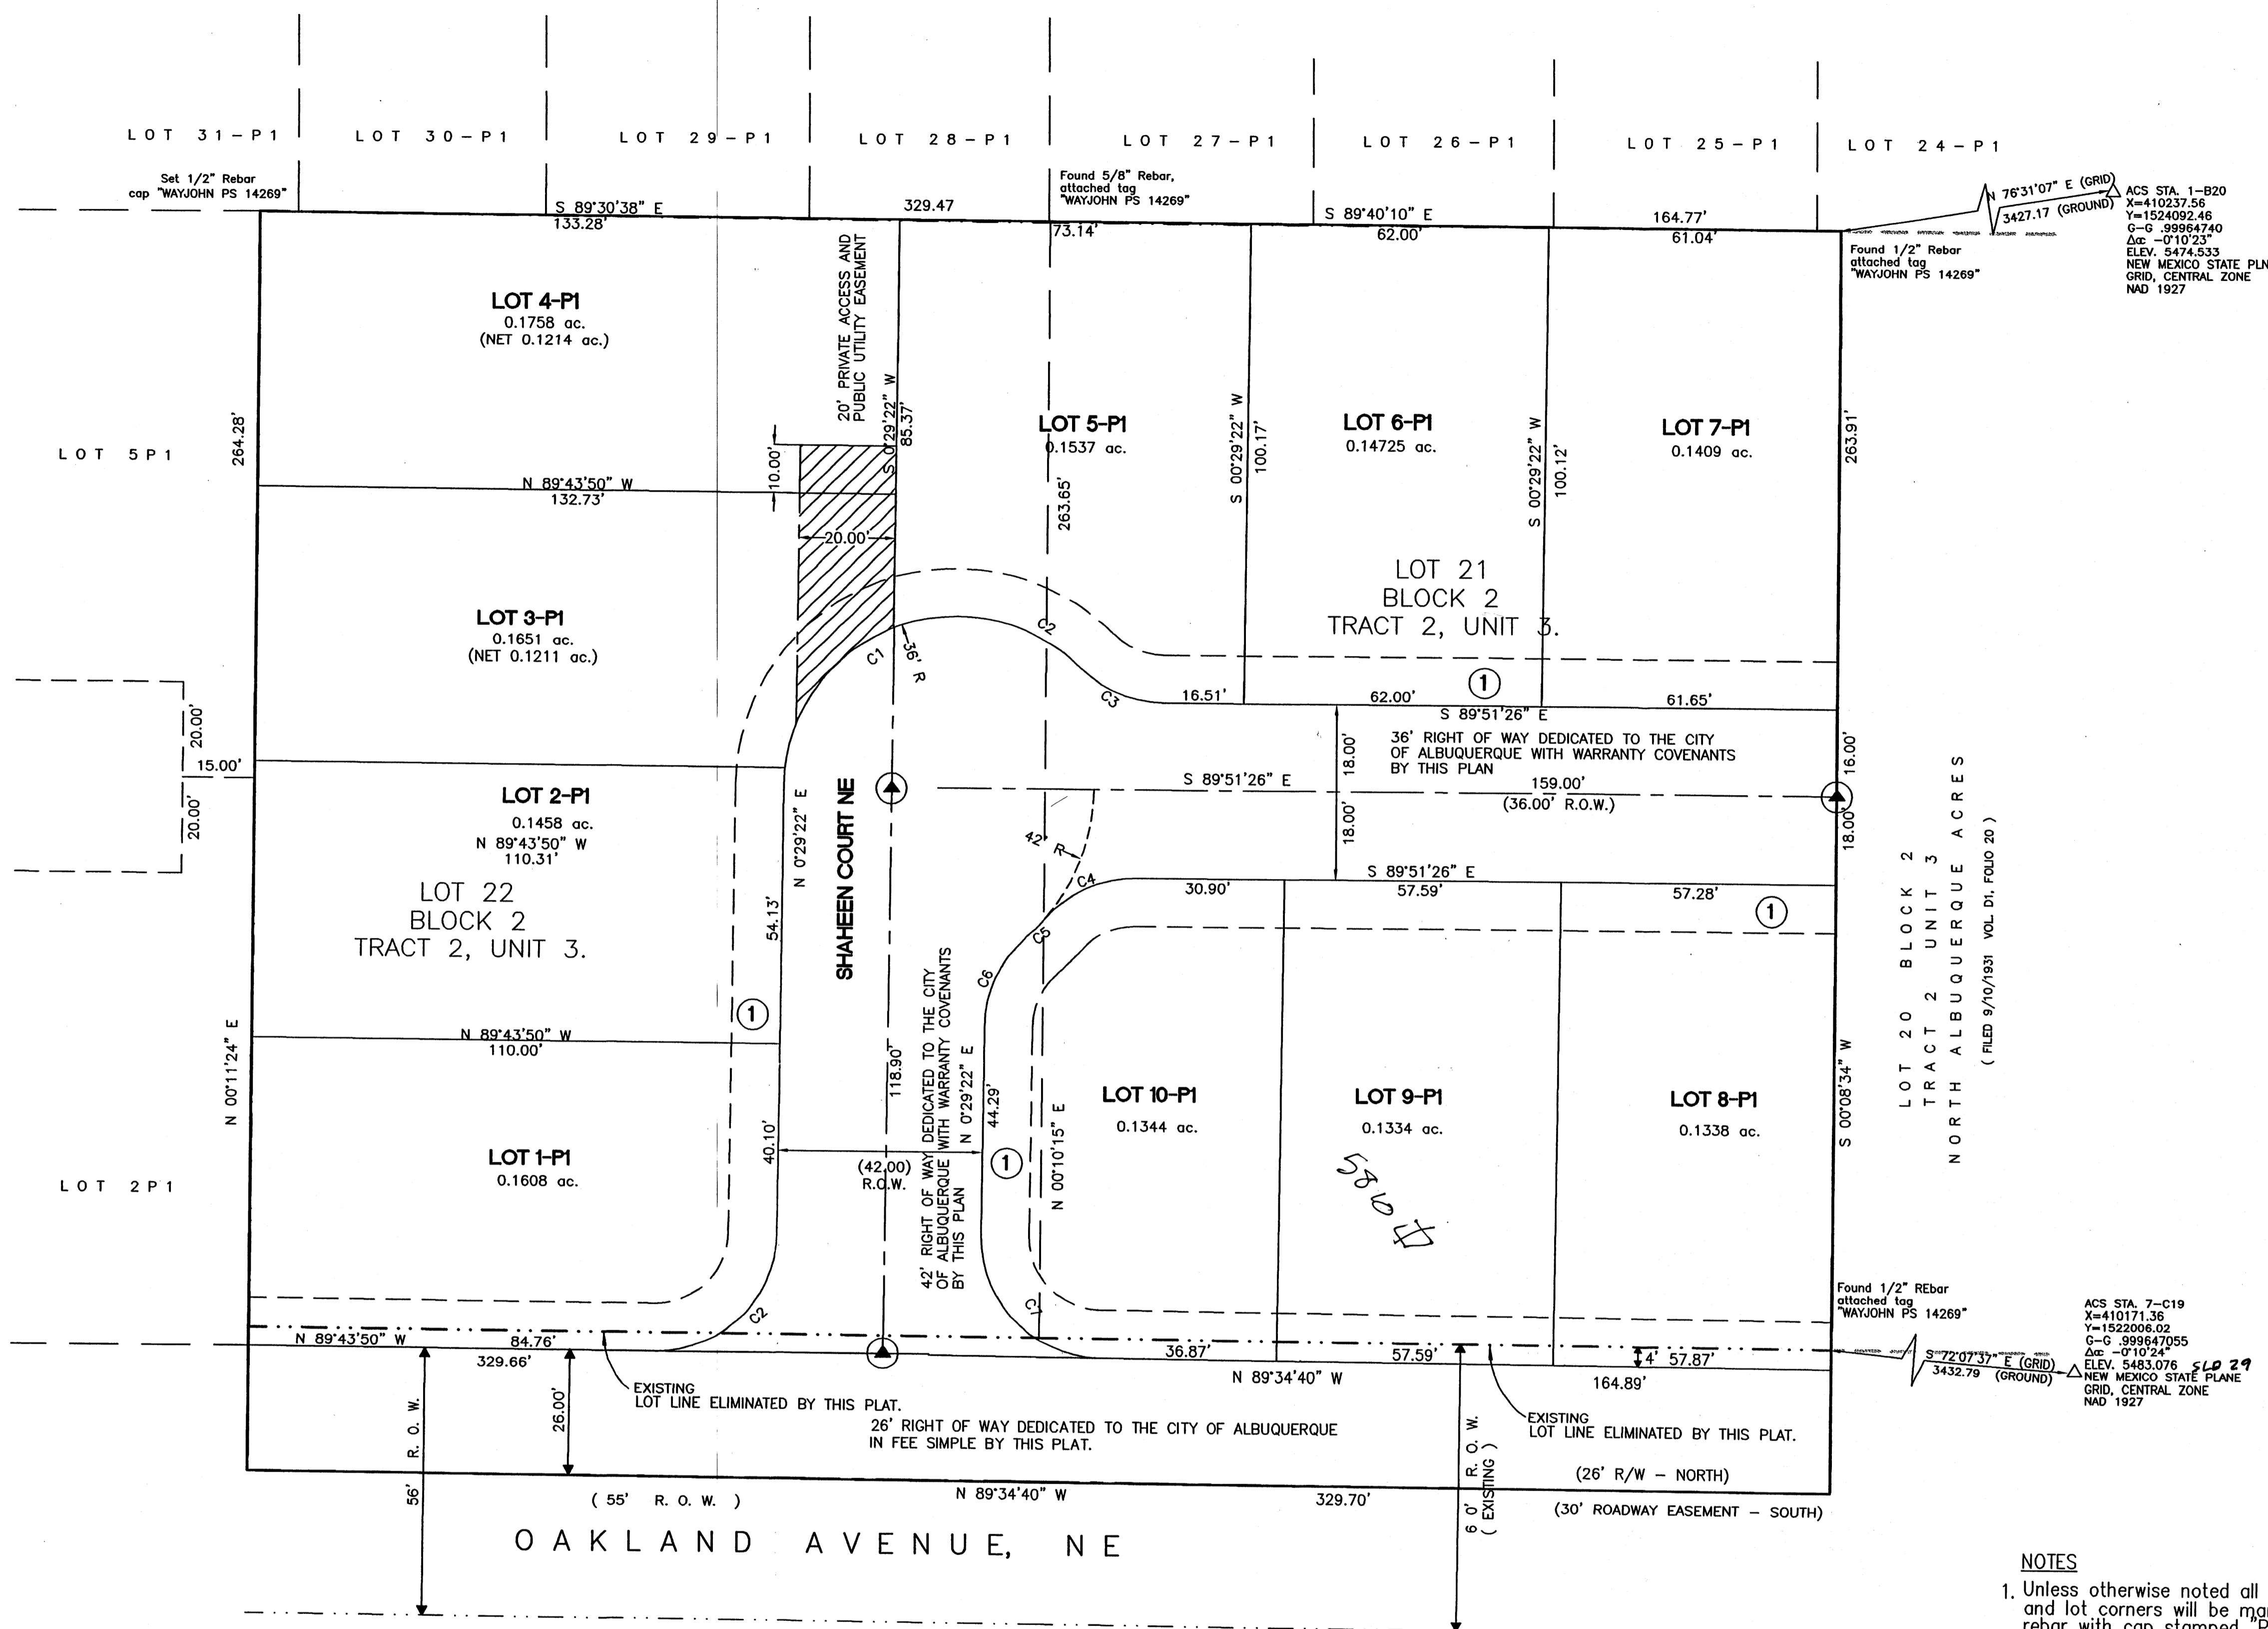 LOT 31-P1
LOT 30-P1
LOT 29-P1
LOT 28-P1
LOT 27-P1
LOT 26-P1
LOT 25-P1
LOT 24-P1
Set 1/2" Rebar
cap "WAYJOHN PS 14269"
Found 5/8" Rebar,
attached tag
"WAYJOHN PS 14269"
S 89°30'38" E
133.28'
329.47
73.14'
S 89°40'10" E
62.00'
164.77'
61.04'
N 76°31'07" E (GRID)
3427.17 (GROUND)
ACS STA. 1-B20
X=410237.56
Y=1524092.46
G-G .99964740
Δα -0°10'23"
ELEV. 5474.533
NEW MEXICO STATE PLN
GRID, CENTRAL ZONE
NAD 1927
Found 1/2" Rebar
attached tag
"WAYJOHN PS 14269"
LOT 4-P1
0.1758 ac.
(NET 0.1214 ac.)
20' PRIVATE ACCESS AND
PUBLIC UTILITY EASEMENT
S 0°29'22" W
85.37'
10.00'
20.00'
LOT 5-P1
0.1537 ac.
263.65'
S 00°29'22" W
100.17'
LOT 6-P1
0.14725 ac.
S 00°29'22" W
100.12'
LOT 7-P1
0.1409 ac.
263.91'
LOT 5P1
264.28'
N 89°43'50" W
132.73'
LOT 21
BLOCK 2
TRACT 2, UNIT 3.
LOT 3-P1
0.1651 ac.
(NET 0.1211 ac.)
C1
36' R
C2
C3
16.51'
62.00'
1
61.65'
S 89°51'26" E
36' RIGHT OF WAY DEDICATED TO THE CITY
OF ALBUQUERQUE WITH WARRANTY COVENANTS
BY THIS PLAN
20.00'
15.00'
20.00'
18.00'
18.00'
S 89°51'26" E
159.00'
(36.00' R.O.W.)
16.00'
18.00'
LOT 2-P1
0.1458 ac.
N 89°43'50" W
110.31'
N 0°29'22" E
SHAHEEN COURT NE
42' R
C4
S 89°51'26" E
30.90'
57.59'
57.28'
1
LOT 22
BLOCK 2
TRACT 2, UNIT 3.
54.13'
C5
C6
1
LOT 20 BLOCK 2
TRACT 2 UNIT 3
NORTH ALBUQUERQUE ACRES
( FILED 9/10/1931 VOL D1, FOLIO 20 )
N 00°11'24" E
N 89°43'50" W
110.00'
118.90'
42' RIGHT OF WAY DEDICATED TO THE CITY
OF ALBUQUERQUE WITH WARRANTY COVENANTS
BY THIS PLAN
N 0°29'22" E
44.29'
N 00°10'15" E
LOT 10-P1
0.1344 ac.
LOT 9-P1
0.1334 ac.
LOT 8-P1
0.1338 ac.
S 00°08'34" W
LOT 2P1
LOT 1-P1
0.1608 ac.
40.10'
(42.00)
R.O.W.
1
C2
C7
Found 1/2" REbar
attached tag
"WAYJOHN PS 14269"
ACS STA. 7-C19
X=410171.36
Y=1522006.02
G-G .999647055
Δα -0°10'24"
ELEV. 5483.076 SLD 29
NEW MEXICO STATE PLANE
GRID, CENTRAL ZONE
NAD 1927
S 72°07'37" E (GRID)
3432.79 (GROUND)
N 89°43'50" W
84.76'
329.66'
36.87'
57.59'
4'
57.87'
N 89°34'40" W
164.89'
EXISTING
LOT LINE ELIMINATED BY THIS PLAT.
26.00'
56' R. O. W.
26' RIGHT OF WAY DEDICATED TO THE CITY OF ALBUQUERQUE
IN FEE SIMPLE BY THIS PLAT.
EXISTING
LOT LINE ELIMINATED BY THIS PLAT.
60' R. O. W.
( EXISTING )
(26' R/W - NORTH)
( 55' R. O. W. )
N 89°34'40" W
329.70'
(30' ROADWAY EASEMENT - SOUTH)
OAKLAND AVENUE, NE
NOTES
1. Unless otherwise noted all
and lot corners will be
rebar with cap stamped